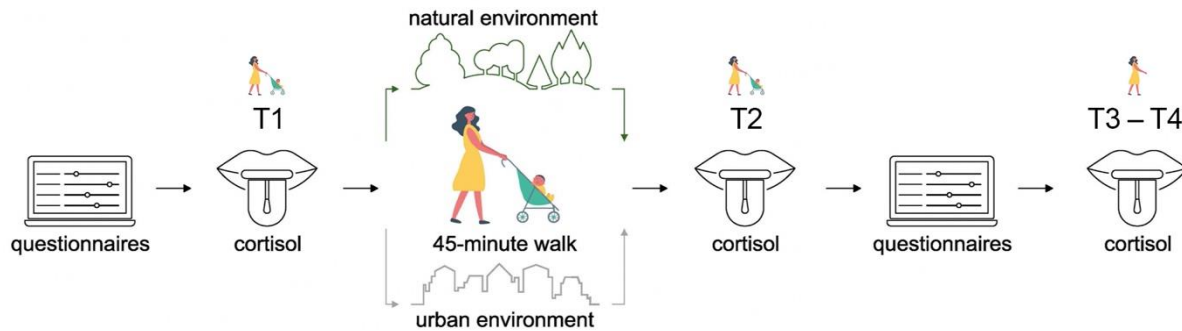 natural environment
T1
T2
T3 – T4
questionnaires
cortisol
45-minute walk
cortisol
questionnaires
cortisol
urban environment